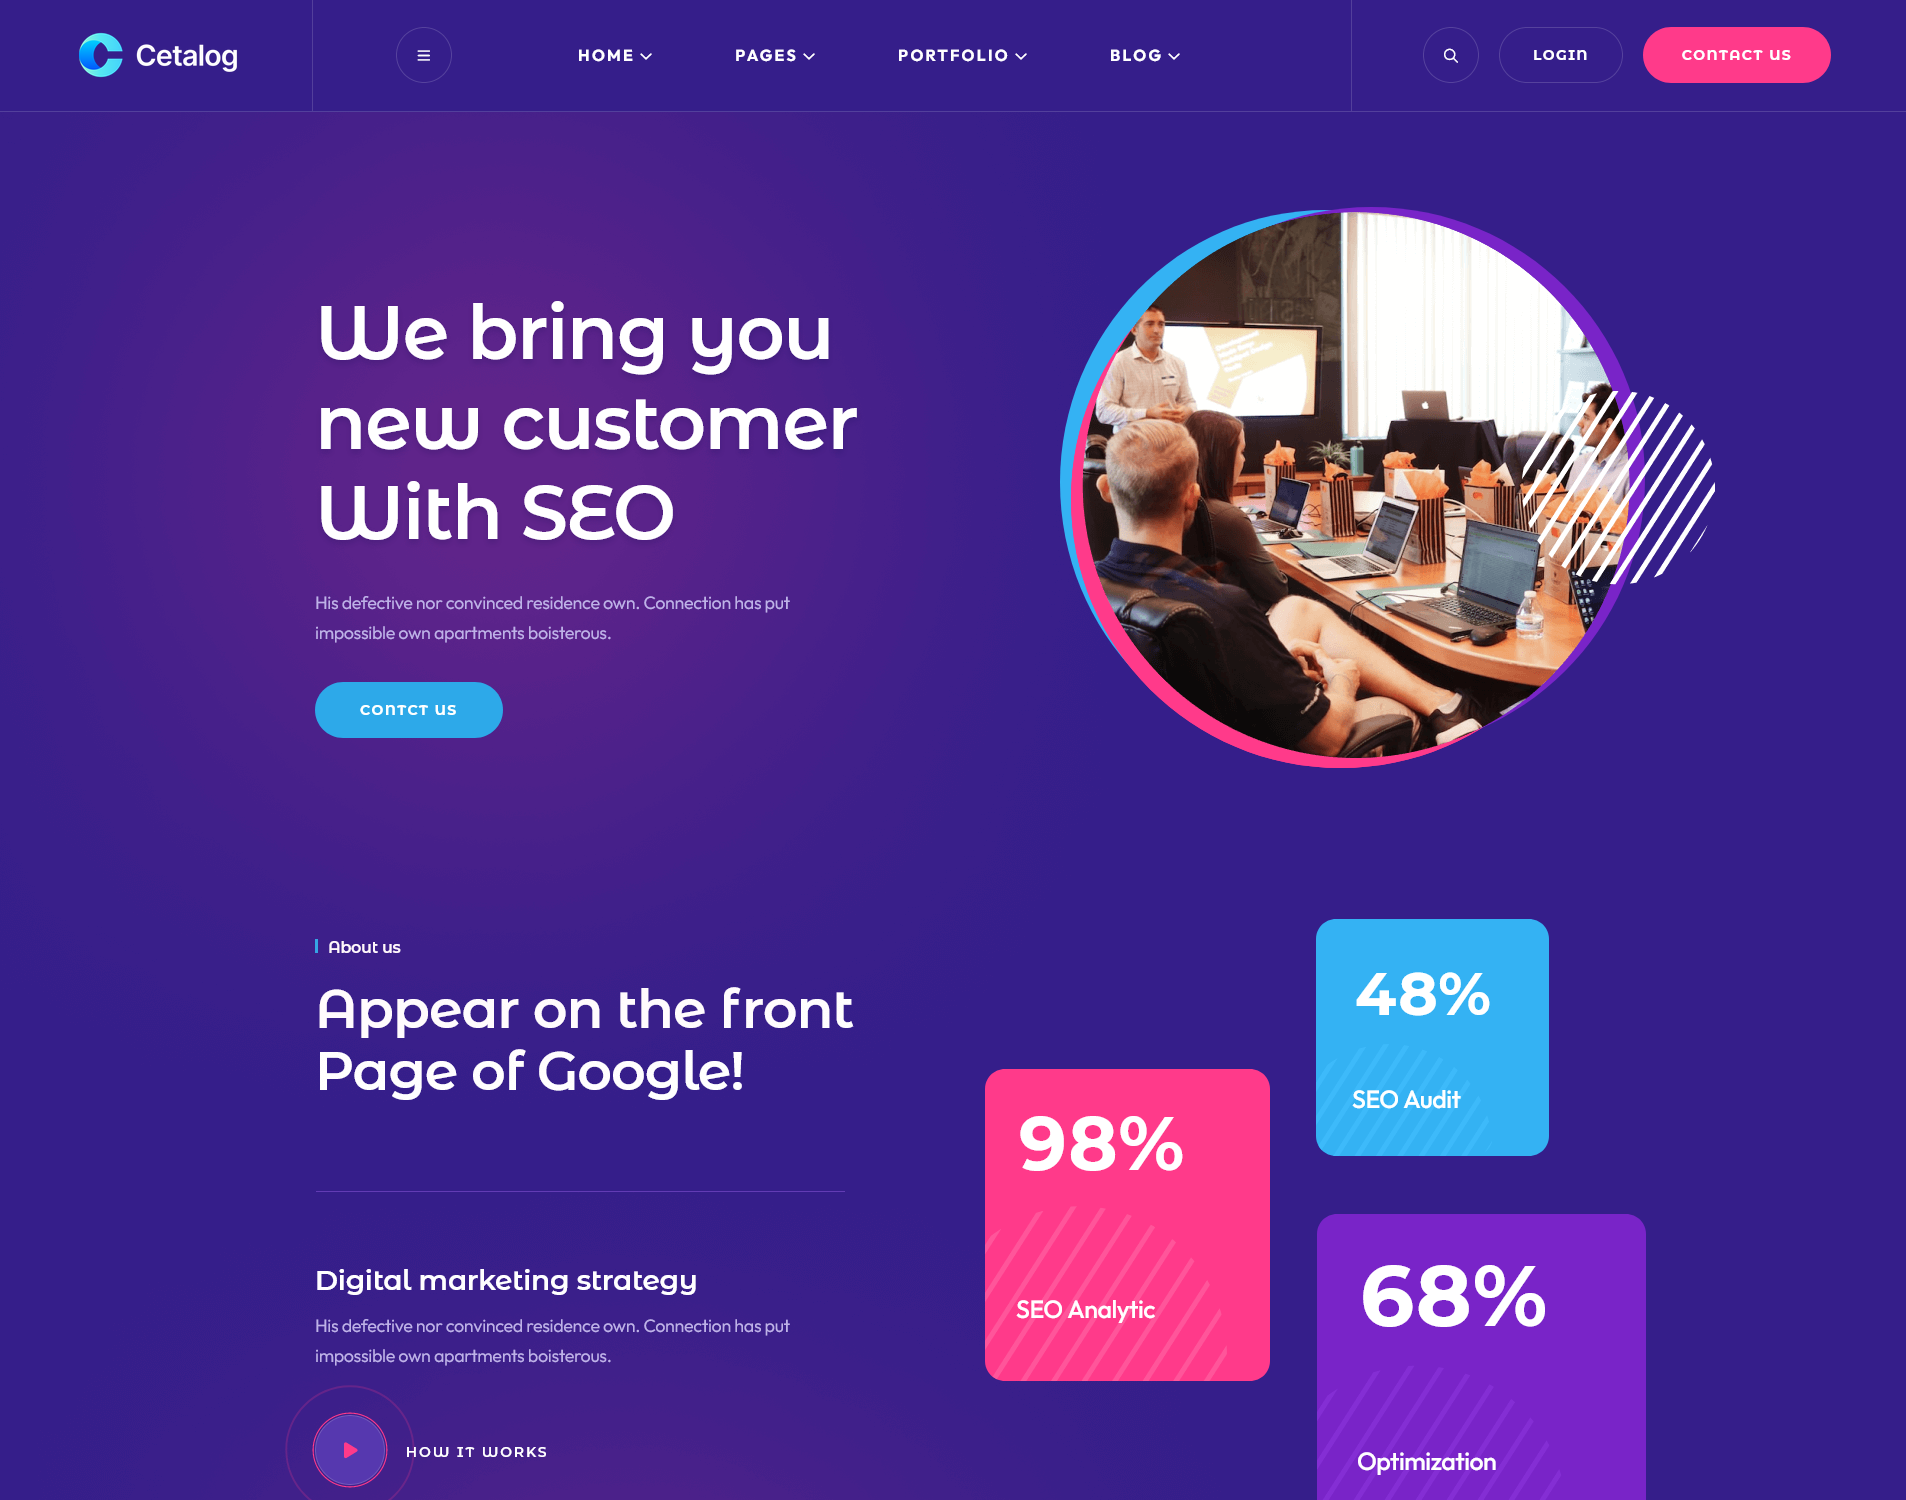 Cetalog
HOME
PAGES
PORTFOLIO
BLOG
LOGIN
CONTACT US
We bring you
new customer
With SEO
His defective nor convinced residence own. Connection has put
impossible own apartments boisterous.
CONTCT US
About us
Appear on the front
Page of Google!
48%
SEO Audit
98%
SEO Analytic
68%
Optimization
Digital marketing strategy
His defective nor convinced residence own. Connection has put
impossible own apartments boisterous.
HOW IT WORKS